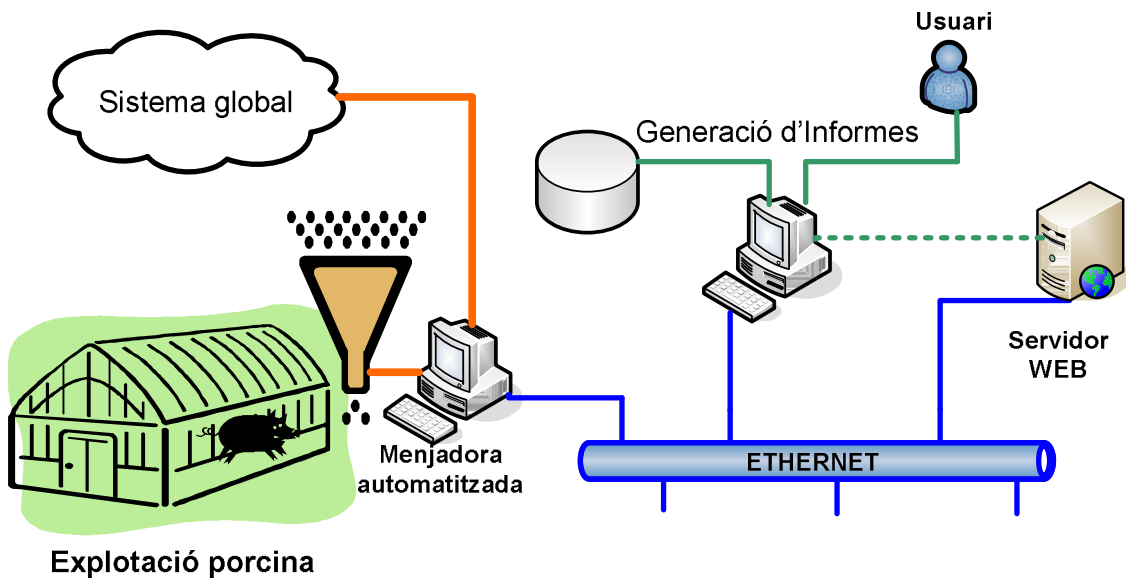 Usuari
Sistema global
Generació d'Informes
Servidor
WEB
Menjadora
automatitzada
ETHERNET
Explotació porcina